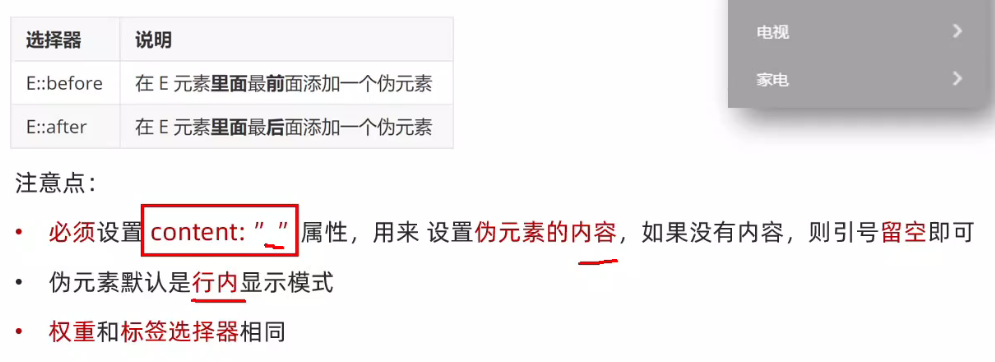 选择器 说明
E::before 在 E 元素里面最前面添加一个伪元素
E::after 在 E 元素里面最后面添加一个伪元素
电视
家电
注意点：
• 必须设置 content: ” ”属性，用来 设置伪元素的内容，如果没有内容，则引号留空即可
• 伪元素默认是行内显示模式
• 权重和标签选择器相同